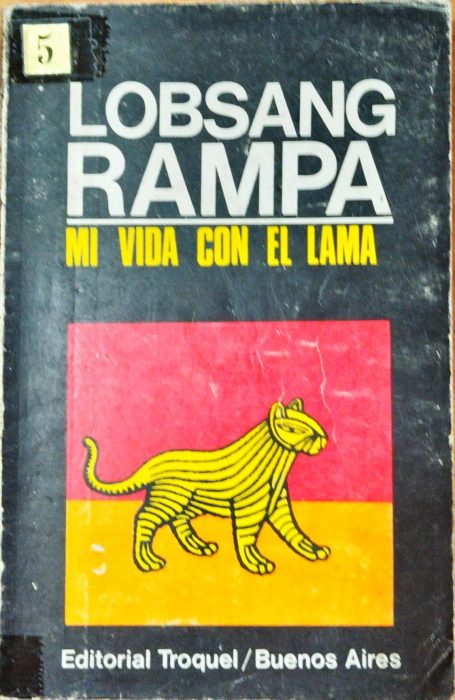 5
LOBSANG
RAMPA
MI VIDA CON EL LAMA
Editorial Troquel/Buenos Aires